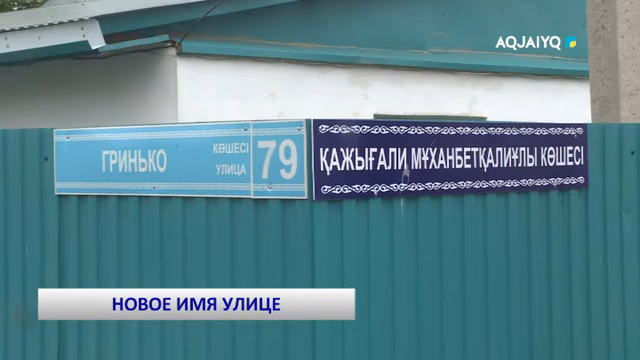 AQJAIYQ
ГРИНЬКО
КӨШЕСІ
УЛИЦА
79
ҚАЖЫҒАЛИ МҰХАНБЕТҚАЛИҰЛЫ КӨШЕСІ
НОВОЕ ИМЯ УЛИЦЕ